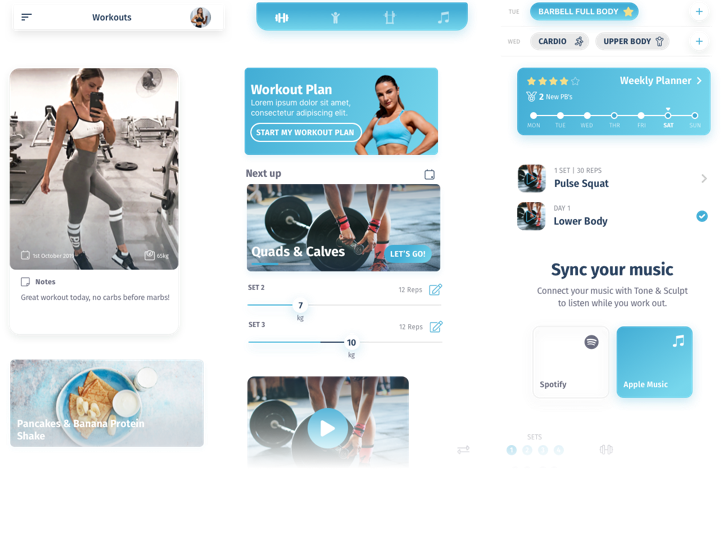 Workouts
1st October 2019
65kg
Notes
Great workout today, no carbs before marbs!
Pancakes & Banana Protein
Shake
Workout Plan
Lorem ipsum dolor sit amet,
consectetur adipiscing elit.
START MY WORKOUT PLAN
Next up
Quads & Calves
LET'S GO!
SET 2
12 Reps
7
kg
SET 3
12 Reps
10
kg
TUE
BARBELL FULL BODY
WED
CARDIO
UPPER BODY
Weekly Planner
2 New PB's
MON TUE WED THR FRI SAT SUN
1 SET | 30 REPS
Pulse Squat
DAY 1
Lower Body
Sync your music
Connect your music with Tone & Sculpt
to listen while you work out.
Spotify
Apple Music
SETS
1 2 3 4